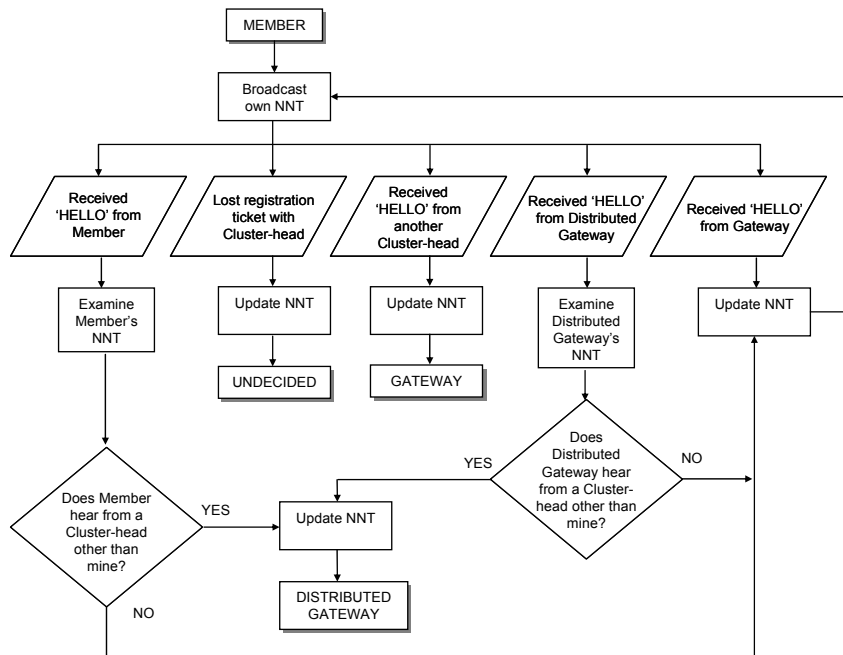 MEMBER
Broadcast
own NNT
Received
‘HELLO’ from
Member
Lost registration
ticket with
Cluster-head
Received
‘HELLO’ from
another
Cluster-head
Received ‘HELLO’
from Distributed
Gateway
Received ‘HELLO’
from Gateway
Examine
Member's
NNT
Update NNT
Update NNT
Examine
Distributed
Gateway's
NNT
Update NNT
UNDECIDED
GATEWAY
Does
Distributed
Gateway hear
from a Cluster-
head other than
mine?
YES
NO
Does Member
hear from a
Cluster-head
other than
mine?
YES
NO
Update NNT
DISTRIBUTED
GATEWAY